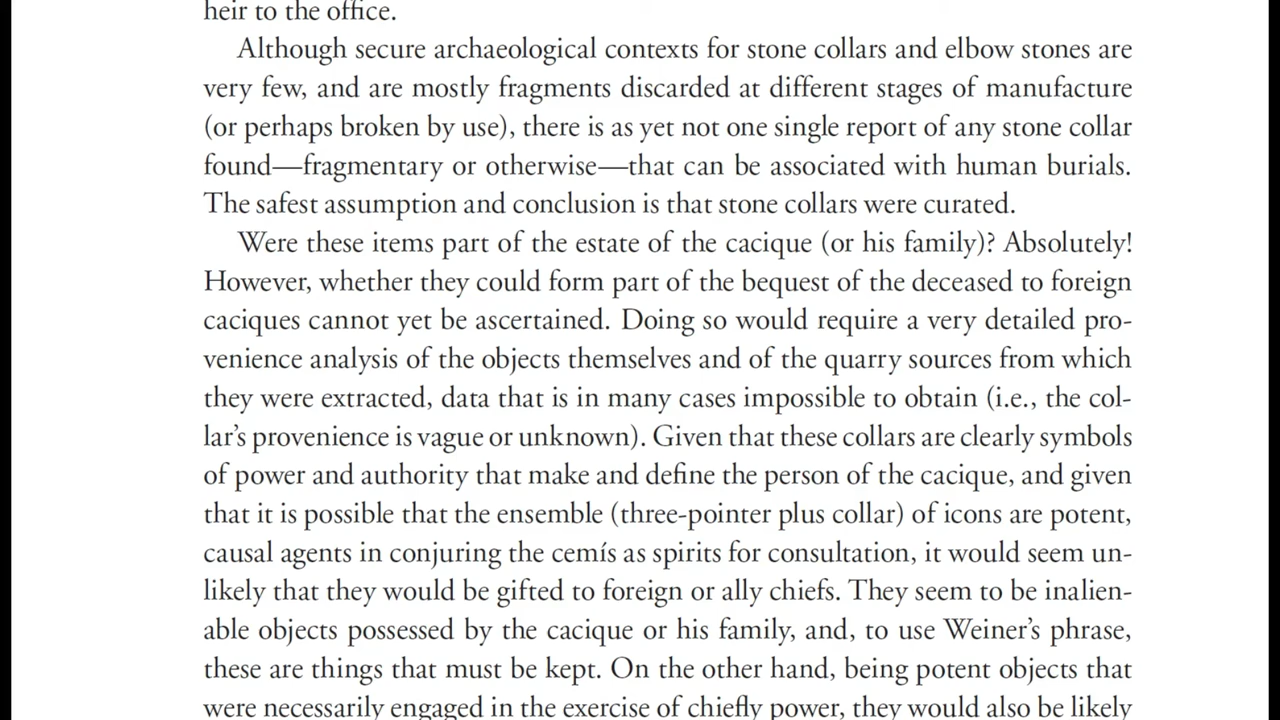 heir to the office.
Although secure archaeological contexts for stone collars and elbow stones are
very few, and are mostly fragments discarded at different stages of manufacture
(or perhaps broken by use), there is as yet not one single report of any stone collar
found—fragmentary or otherwise—that can be associated with human burials.
The safest assumption and conclusion is that stone collars were curated.
Were these items part of the estate of the cacique (or his family)? Absolutely!
However, whether they could form part of the bequest of the deceased to foreign
caciques cannot yet be ascertained. Doing so would require a very detailed pro-
venience analysis of the objects themselves and of the quarry sources from which
they were extracted, data that is in many cases impossible to obtain (i.e., the col-
lar's provenience is vague or unknown). Given that these collars are clearly symbols
of power and authority that make and define the person of the cacique, and given
that it is possible that the ensemble (three-pointer plus collar) of icons are potent,
causal agents in conjuring the cemís as spirits for consultation, it would seem un-
likely that they would be gifted to foreign or ally chiefs. They seem to be inalien-
able objects possessed by the cacique or his family, and, to use Weiner's phrase,
these are things that must be kept. On the other hand, being potent objects that
were necessarily engaged in the exercise of chiefly power, they would also be likely